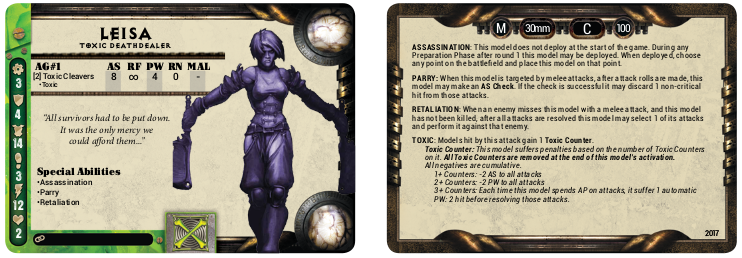 LEISA
TOXIC DEATHDEALER
AG#1 AS RF PW RN MAL
[2] Toxic Cleavers 8 ∞ 4 0 -
•Toxic
3
4
14
3
12
2
"All survivors had to be put down.
It was the only mercy we
could afford them..."
Special Abilities
•Assassination
•Parry
•Retaliation
M 30mm C 100
ASSASSINATION: This model does not deploy at the start of the game. During any
Preparation Phase after round 1 this model may be deployed. When deployed, choose
any point on the battlefield and place this model on that point.
PARRY: When this model is targeted by melee attacks, after attack rolls are made, this
model may make an AS Check. If the check is successful it may discard 1 non-critical
hit from those attacks.
RETALIATION: When an enemy misses this model with a melee attack, and this model
has not been killed, after all attacks are resolved this model may select 1 of its attacks
and perform it against that enemy.
TOXIC: Models hit by this attack gain 1 Toxic Counter.
Toxic Counter: This model suffers penalties based on the number of Toxic Counters
on it. All Toxic Counters are removed at the end of this model's activation.
All negatives are cumulative.
1+ Counters: -2 AS to all attacks
2+ Counters: -2 PW to all attacks
3+ Counters: Each time this model spends AP on attacks, it suffer 1 automatic
PW: 2 hit before resolving those attacks.
2017